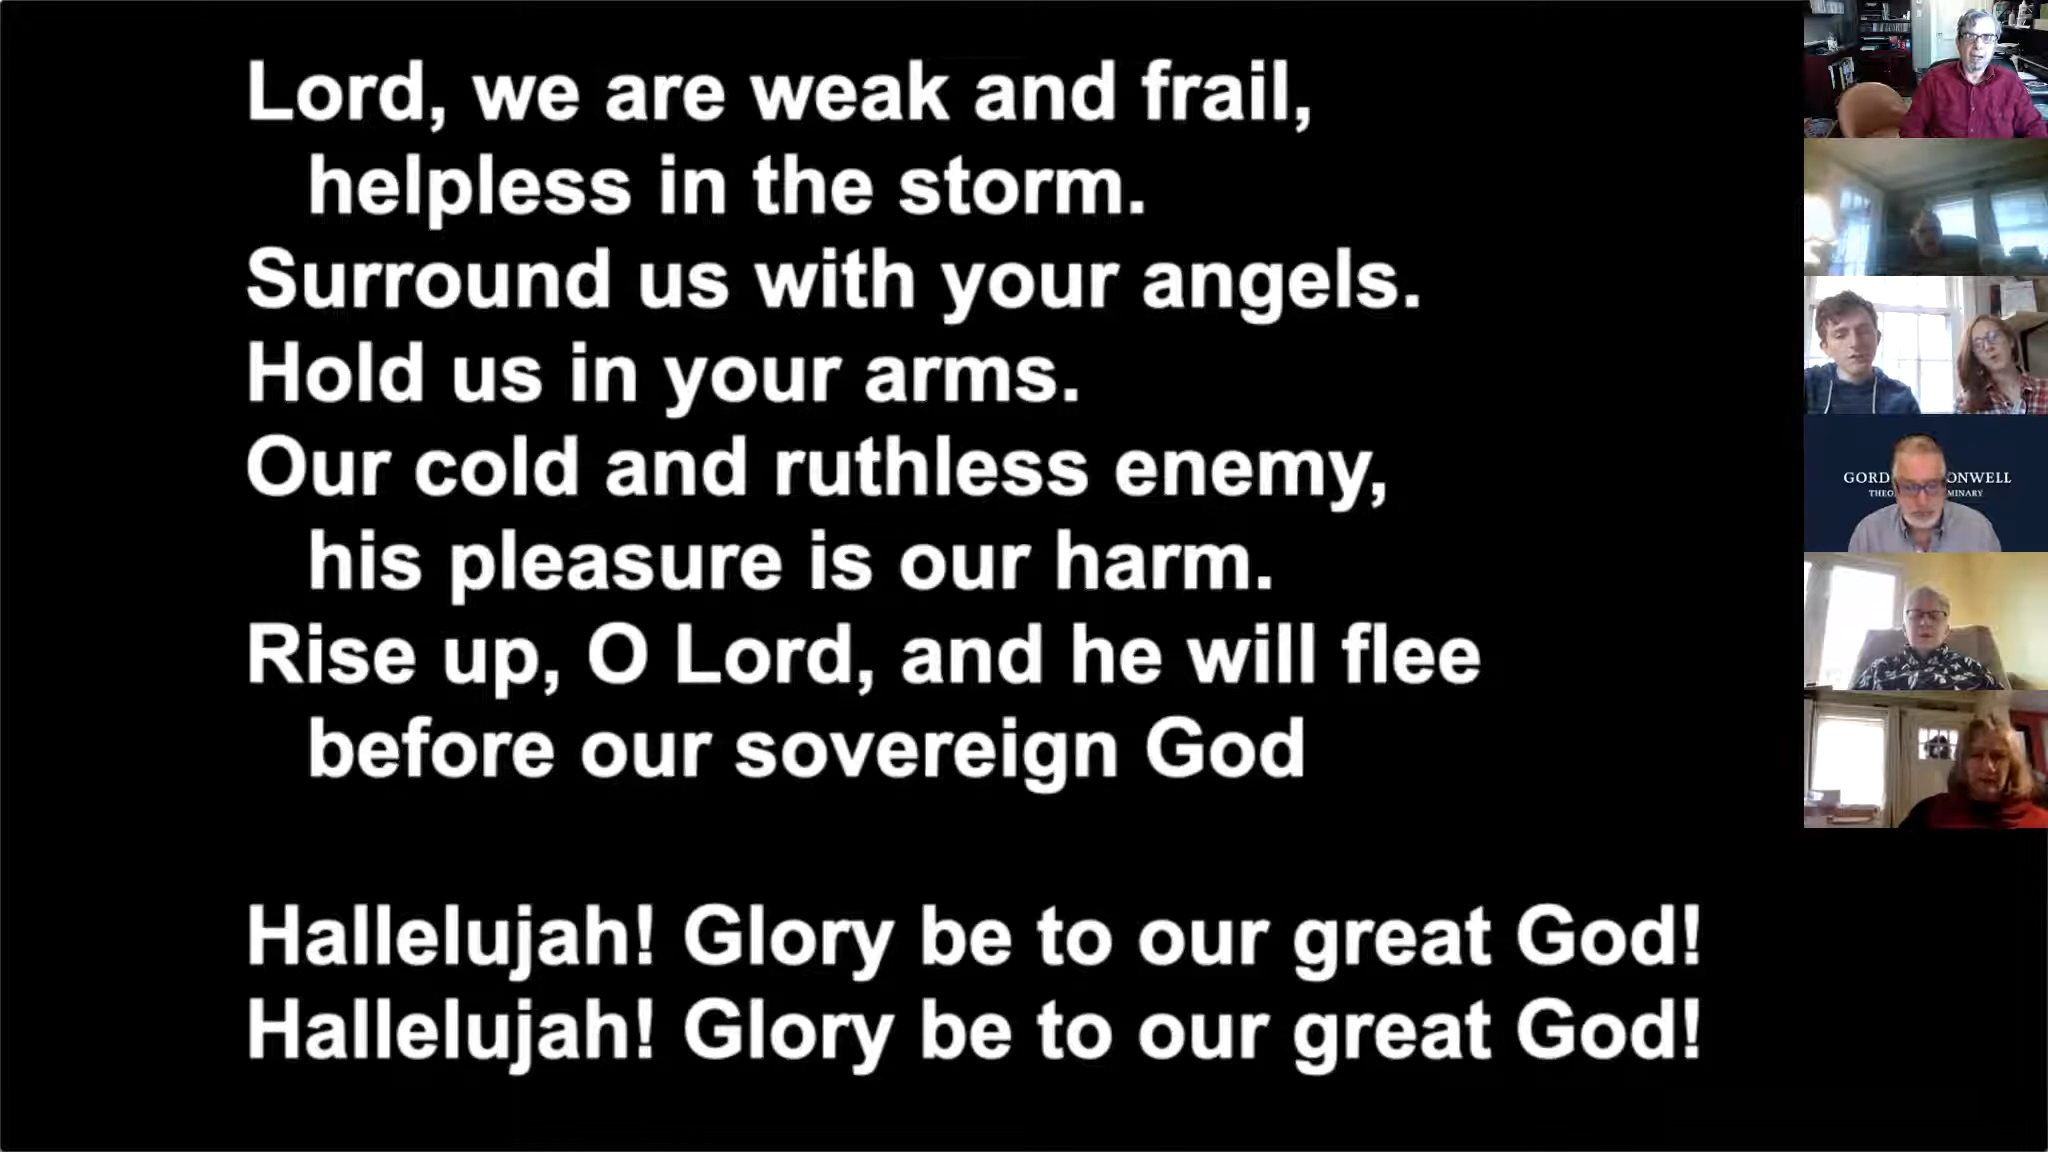 Lord, we are weak and frail,
helpless in the storm.
Surround us with your angels.
Hold us in your arms.
Our cold and ruthless enemy,
his pleasure is our harm.
Rise up, O Lord, and he will flee
before our sovereign God
Hallelujah! Glory be to our great God!
Hallelujah! Glory be to our great God!
GORD ONWELL
THEO MINARY